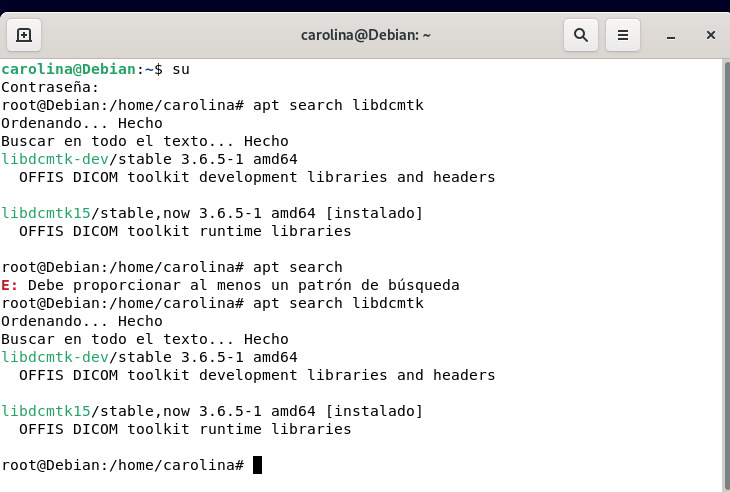 carolina@Debian: ~
carolina@Debian:~$ su
Contraseña:
root@Debian:/home/carolina# apt search libdcmtk
Ordenando... Hecho
Buscar en todo el texto... Hecho
libdcmtk-dev/stable 3.6.5-1 amd64
  OFFIS DICOM toolkit development libraries and headers

libdcmtk15/stable,now 3.6.5-1 amd64 [instalado]
  OFFIS DICOM toolkit runtime libraries

root@Debian:/home/carolina# apt search
E: Debe proporcionar al menos un patrón de búsqueda
root@Debian:/home/carolina# apt search libdcmtk
Ordenando... Hecho
Buscar en todo el texto... Hecho
libdcmtk-dev/stable 3.6.5-1 amd64
  OFFIS DICOM toolkit development libraries and headers

libdcmtk15/stable,now 3.6.5-1 amd64 [instalado]
  OFFIS DICOM toolkit runtime libraries

root@Debian:/home/carolina#